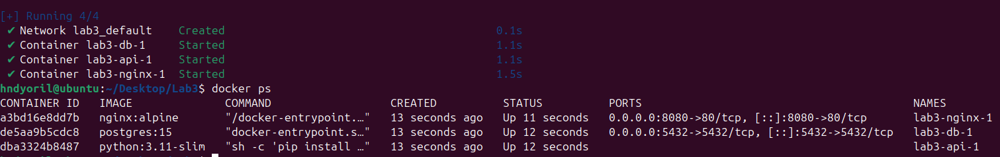 [+] Running 4/4
✔ Network lab3_default    Created    0.1s
✔ Container lab3-db-1     Started    1.1s
✔ Container lab3-api-1    Started    1.1s
✔ Container lab3-nginx-1  Started    1.5s
hndyoril@ubuntu:~/Desktop/Lab3$ docker ps
CONTAINER ID   IMAGE              COMMAND                  CREATED          STATUS          PORTS                                         NAMES
a3bd16e8dd7b   nginx:alpine       "/docker-entrypoint.…"   13 seconds ago   Up 11 seconds   0.0.0.0:8080->80/tcp, [::]:8080->80/tcp       lab3-nginx-1
de5aa9b5cdc8   postgres:15        "docker-entrypoint.s…"   13 seconds ago   Up 12 seconds   0.0.0.0:5432->5432/tcp, [::]:5432->5432/tcp   lab3-db-1
dba3324b8487   python:3.11-slim   "sh -c 'pip install …"   13 seconds ago   Up 12 seconds                                                 lab3-api-1